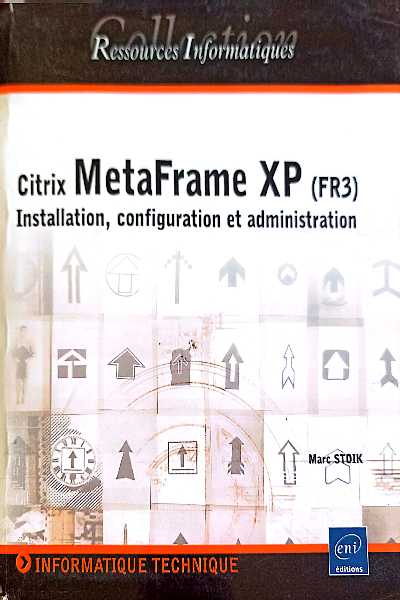 Collection
Ressources Informatiques
Citrix MetaFrame XP (FR3)
Installation, configuration et administration
Marc STOIK
eni
éditions
INFORMATIQUE TECHNIQUE